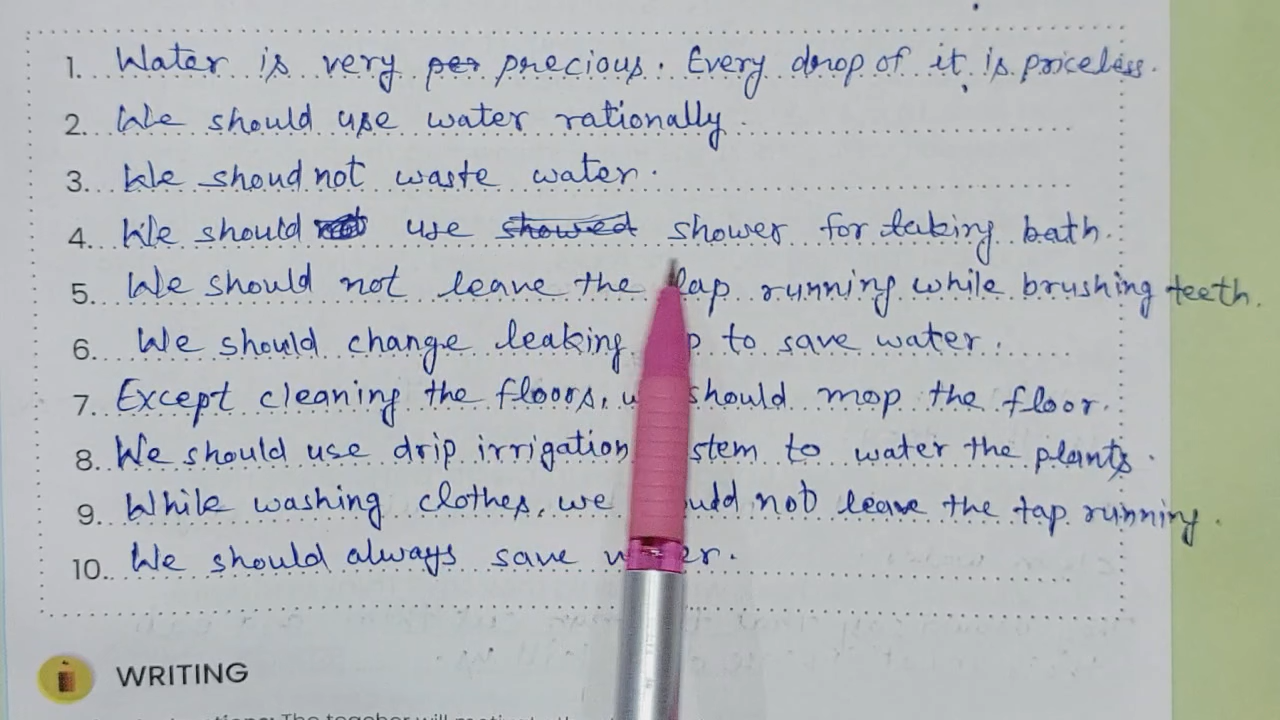 1. Water is very per precious. Every drop of it is priceless.
2. We should use water rationally.
3. We shoud not waste water.
4. We should not use showed shower for taking bath.
5. We should not leave the tap running while brushing teeth.
6. We should change leaking to save water.
7. Except cleaning the floors, should mop the floor.
8. We should use drip irrigation to water the plants.
9. While washing clothes, we not leave the tap running.
10. We should always save
WRITING